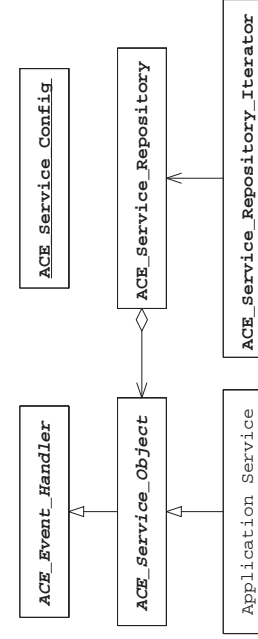 ACE_Event_Handler
ACE_Service_Config
ACE_Service_Object
ACE_Service_Repository
Application Service
ACE_Service_Repository_Iterator